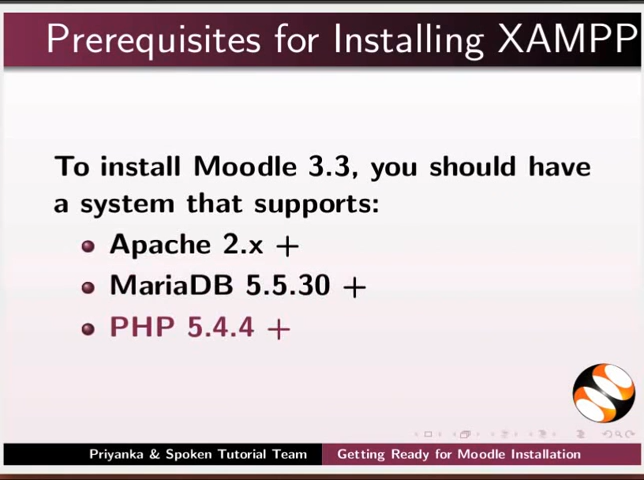 Prerequisites for Installing XAMPP
To install Moodle 3.3, you should have
a system that supports:
Apache 2.x +
MariaDB 5.5.30 +
PHP 5.4.4 +
Priyanka & Spoken Tutorial Team Getting Ready for Moodle Installation